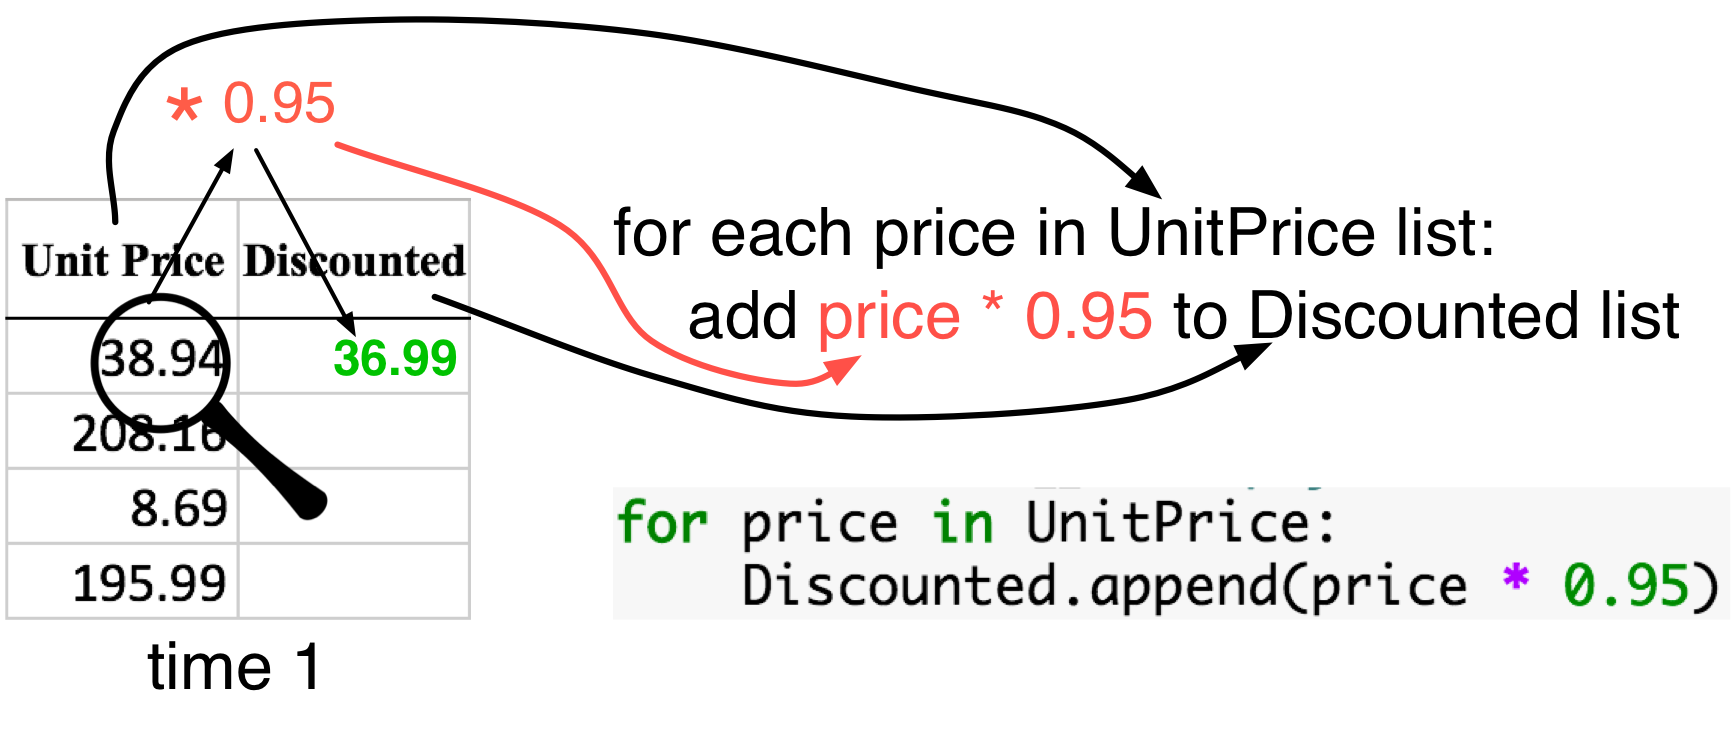 * 0.95
Unit Price Discounted
38.94 36.99
208.16
8.69
195.99
time 1
for each price in UnitPrice list:
add price * 0.95 to Discounted list
for price in UnitPrice:
Discounted.append(price * 0.95)